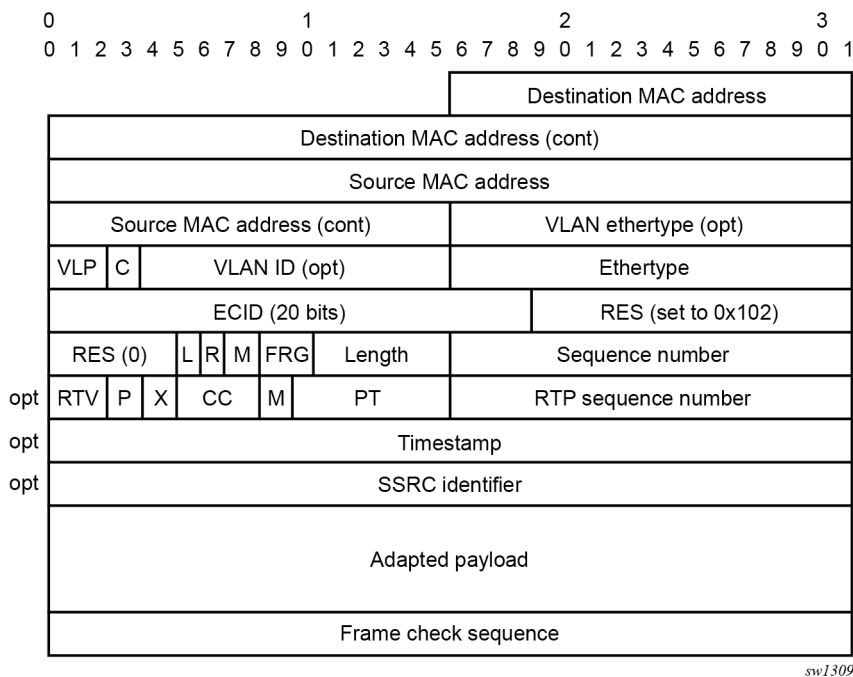 0 1 2 3
0 1 2 3 4 5 6 7 8 9 0 1 2 3 4 5 6 7 8 9 0 1 2 3 4 5 6 7 8 9 0 1
Destination MAC address
Destination MAC address (cont)
Source MAC address
Source MAC address (cont) VLAN ethertype (opt)
VLP C VLAN ID (opt) Ethertype
ECID (20 bits) RES (set to 0x102)
RES (0) L R M FRG Length Sequence number
opt RTV P X CC M PT RTP sequence number
opt Timestamp
opt SSRC identifier
Adapted payload
Frame check sequence
sw1309